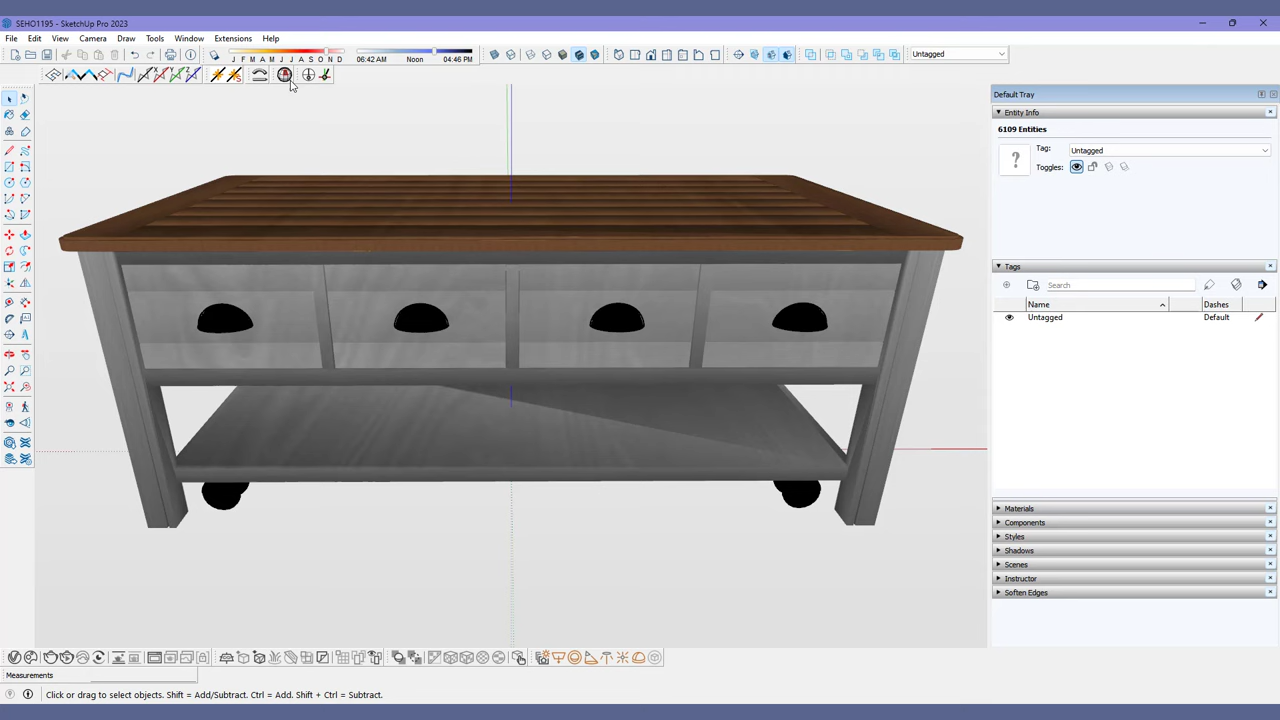 SEHO1195 - SketchUp Pro 2023
File Edit View Camera Draw Tools Window Extensions Help
J F M A M J J A S O N D
06:42 AM Noon 04:46 PM
Untagged
Default Tray
Entity Info
6109 Entities
Tag: Untagged
Toggles:
Tags
Search
Name Dashes
Untagged Default
Materials
Components
Styles
Shadows
Scenes
Instructor
Soften Edges
Measurements
Click or drag to select objects. Shift = Add/Subtract. Ctrl = Add. Shift + Ctrl = Subtract.